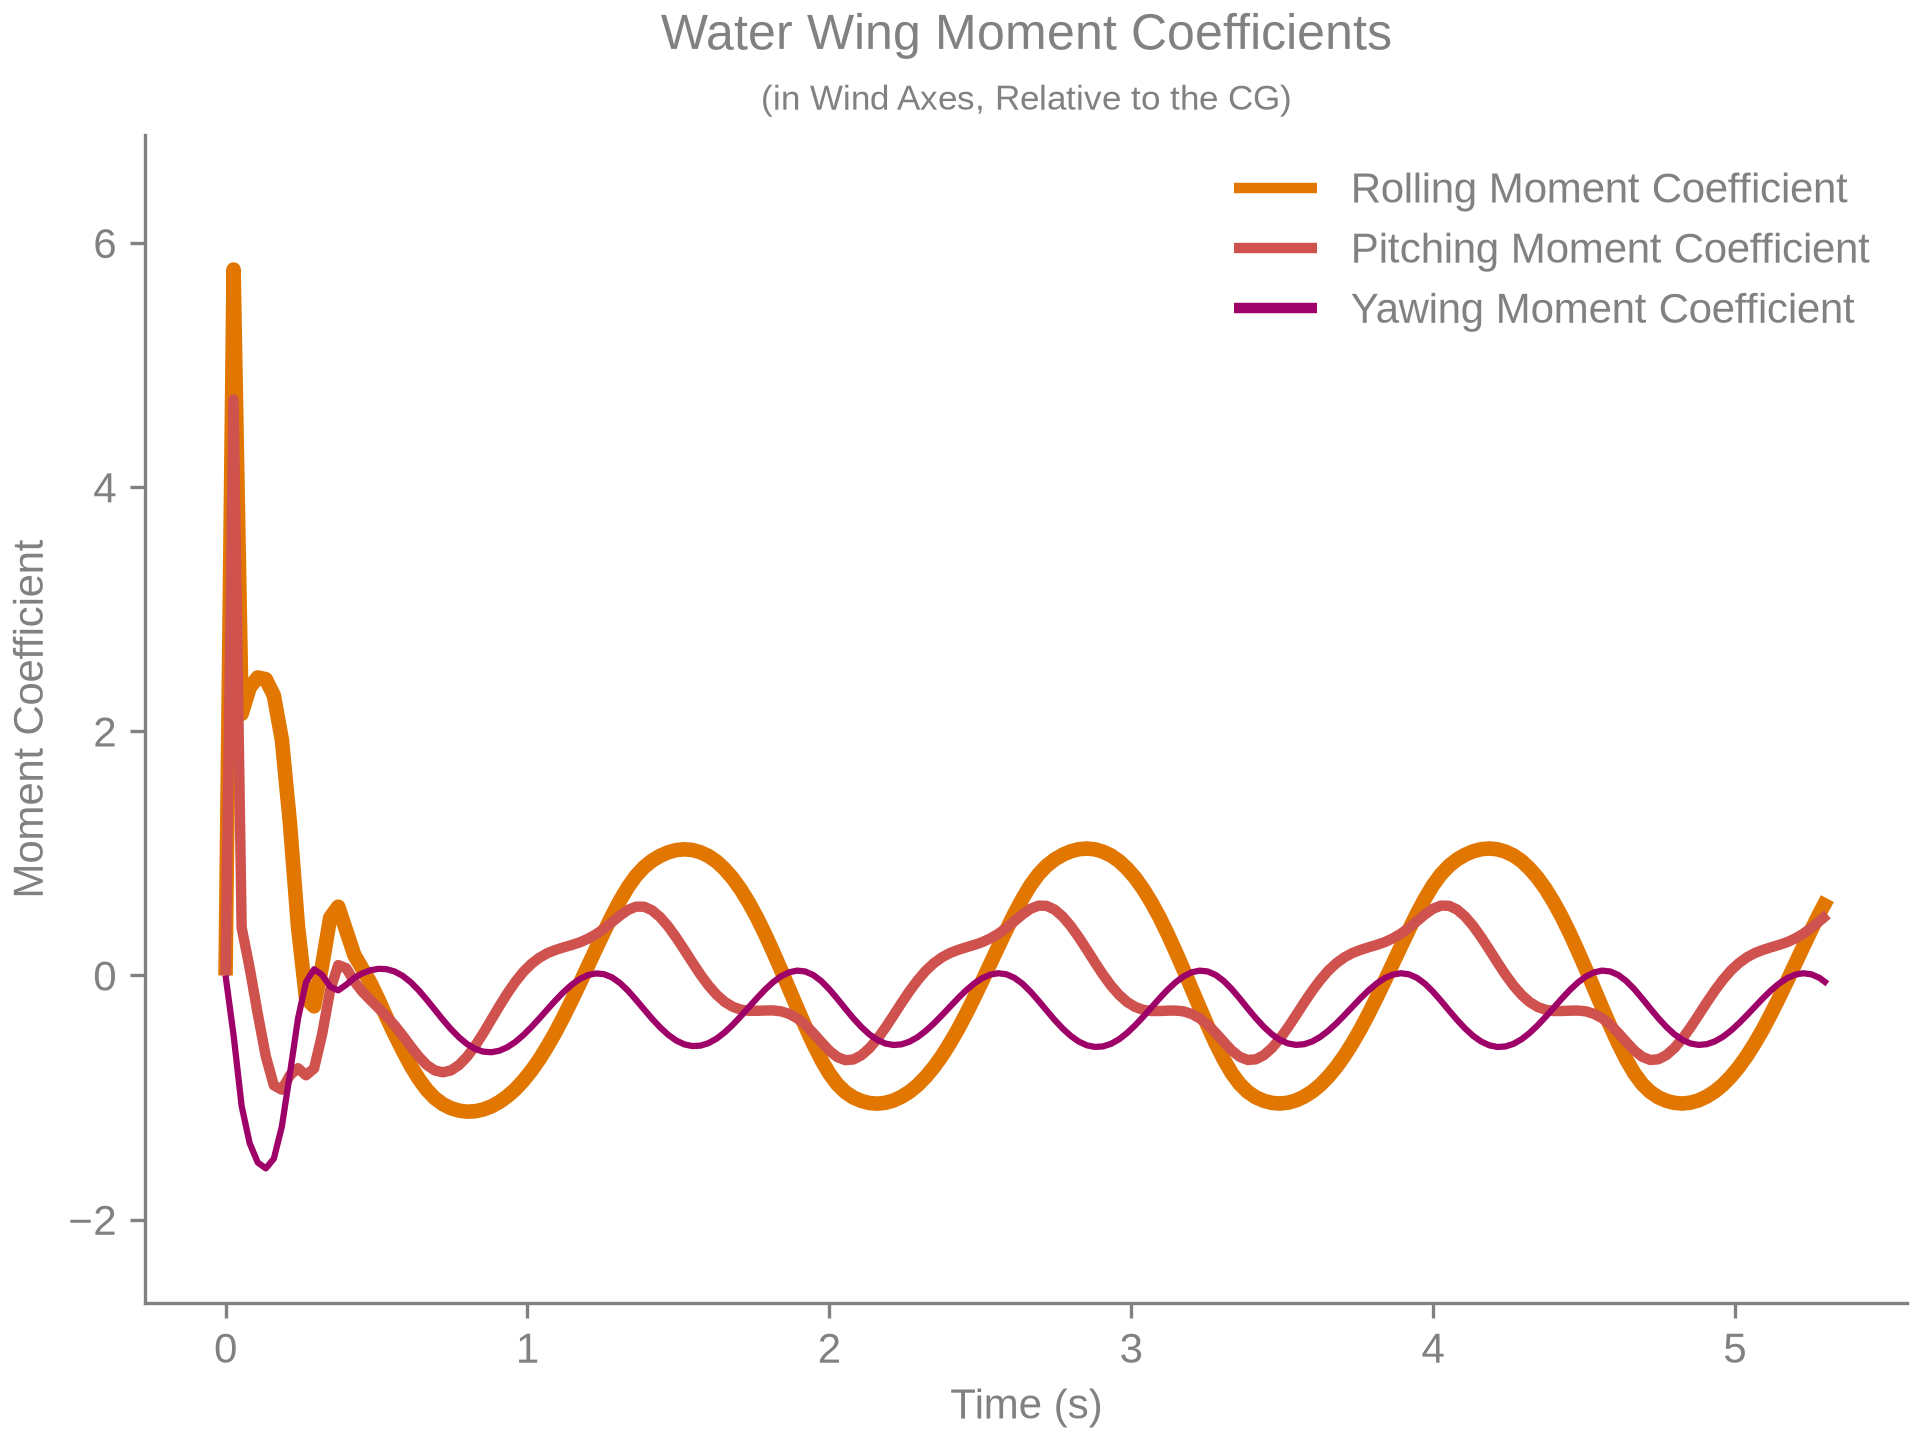 Water Wing Moment Coefficients
(in Wind Axes, Relative to the CG)
Rolling Moment Coefficient
Pitching Moment Coefficient
Yawing Moment Coefficient
Moment Coefficient
6
4
2
0
−2
0 1 2 3 4 5
Time (s)